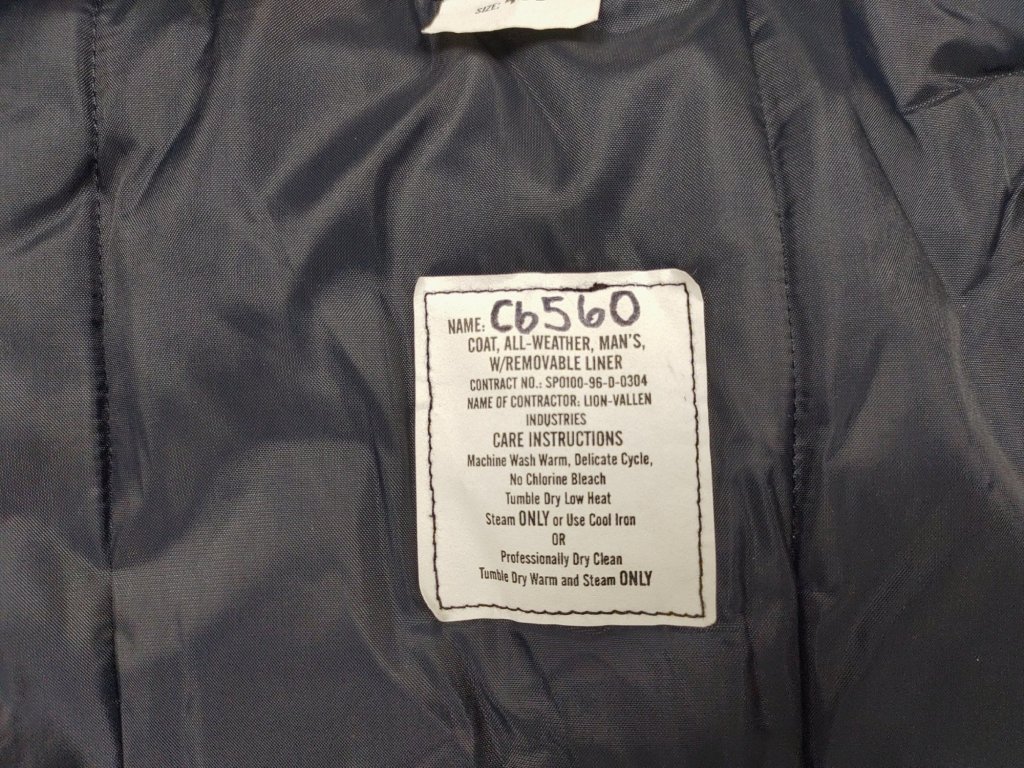 SIZE:
NAME: C6560
COAT, ALL-WEATHER, MAN'S,
W/REMOVABLE LINER
CONTRACT NO.: SPO100-96-D-0304
NAME OF CONTRACTOR: LION-VALLEN
INDUSTRIES
CARE INSTRUCTIONS
Machine Wash Warm, Delicate Cycle,
No Chlorine Bleach
Tumble Dry Low Heat
Steam ONLY or Use Cool Iron
OR
Professionally Dry Clean
Tumble Dry Warm and Steam ONLY